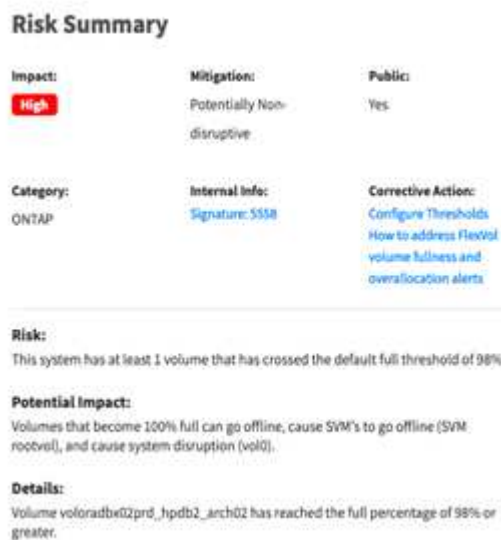 Risk Summary
Impact:
Mitigation:
Public:
High
Potentially Non-
disruptive
Yes
Category:
Internal Info:
Corrective Action:
ONTAP
Signature: 5558
Configure Thresholds
How to address FlexVol
volume fullness and
overallocation alerts
Risk:
This system has at least 1 volume that has crossed the default full threshold of 98%
Potential Impact:
Volumes that become 100% full can go offline, cause SVM's to go offline (SVM
rootvol), and cause system disruption (vol0).
Details:
Volume voloradbx02prd_hpdb2_arch02 has reached the full percentage of 98% or
greater.